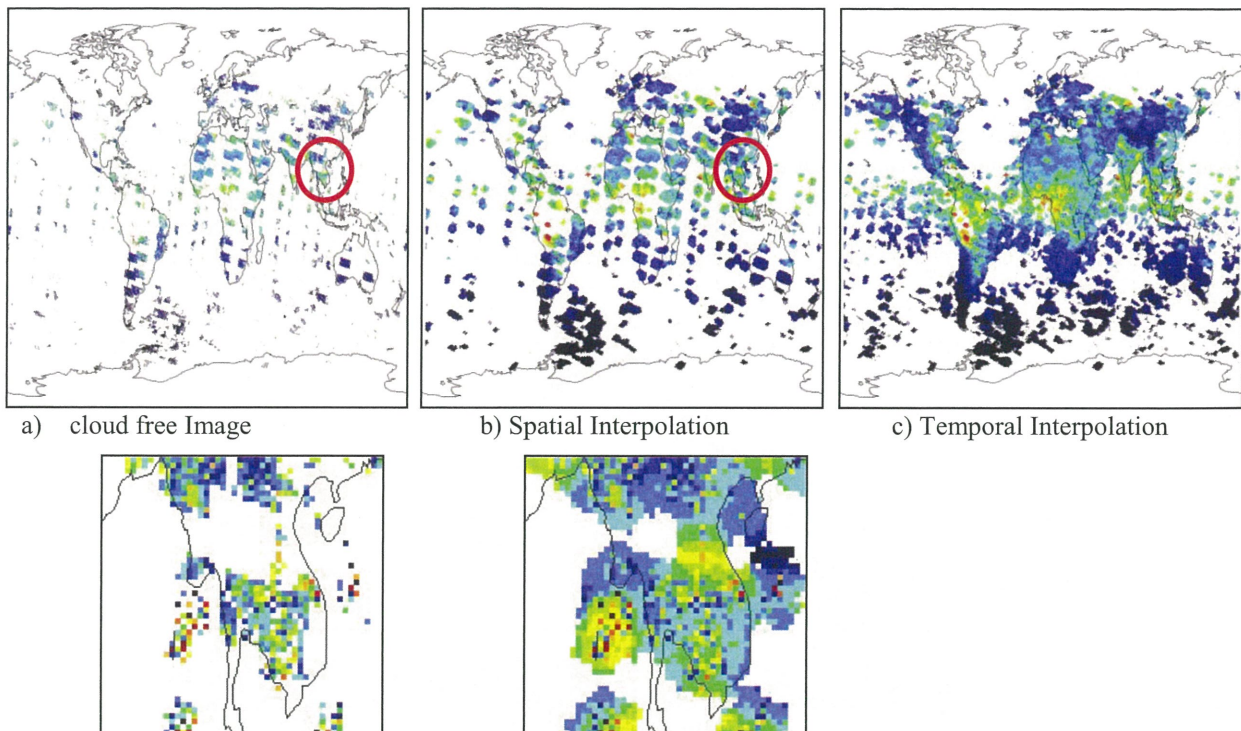 a) cloud free Image
b) Spatial Interpolation
c) Temporal Interpolation